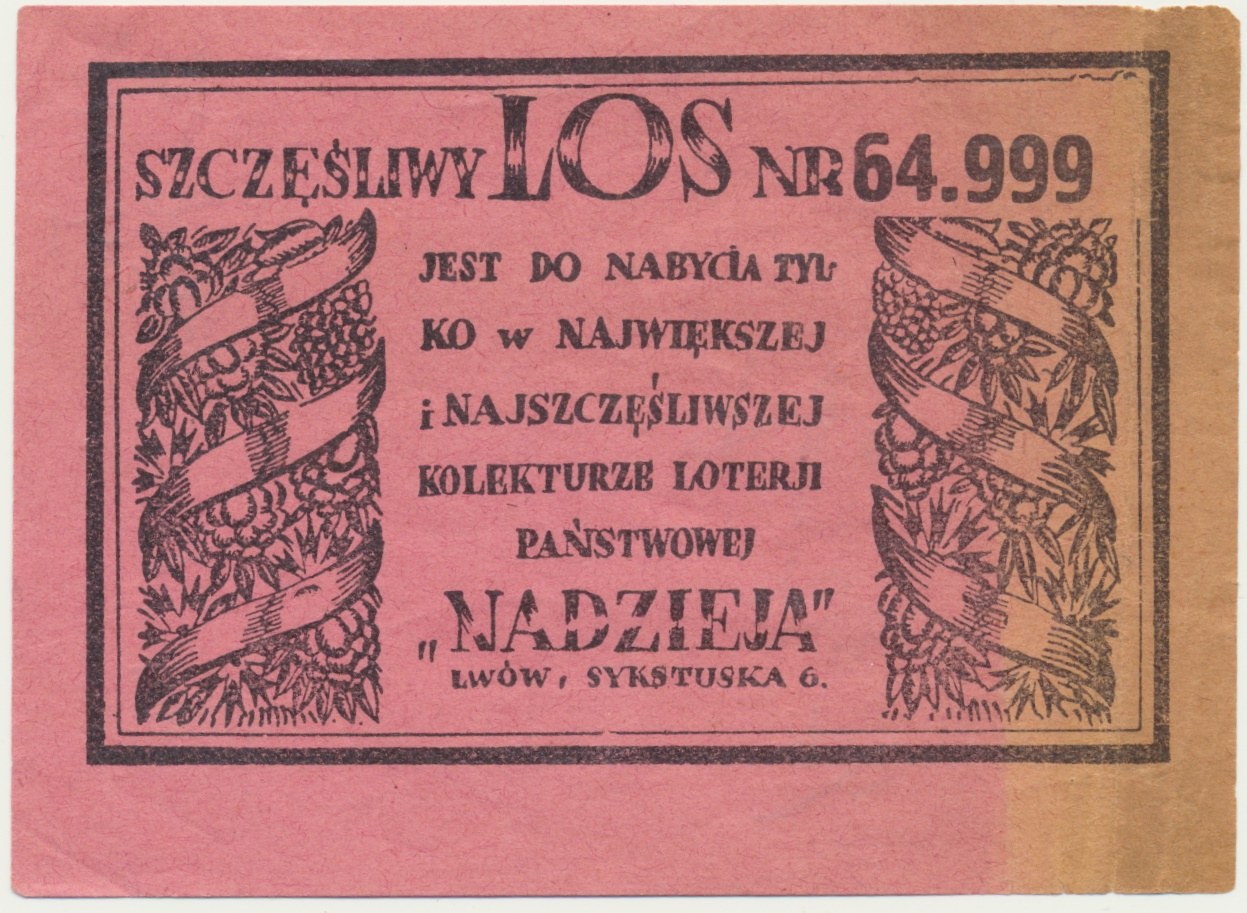 SZCZĘŚLIWY LOS NR 64.999
JEST DO NABYCIA TYL-
KO w NAJWIĘKSZEJ
i NAJSZCZĘŚLIWSZEJ
KOLEKTURZE LOTERJI
PAŃSTWOWEJ
„NADZIEJA"
LWÓW, SYKSTUSKA 6.